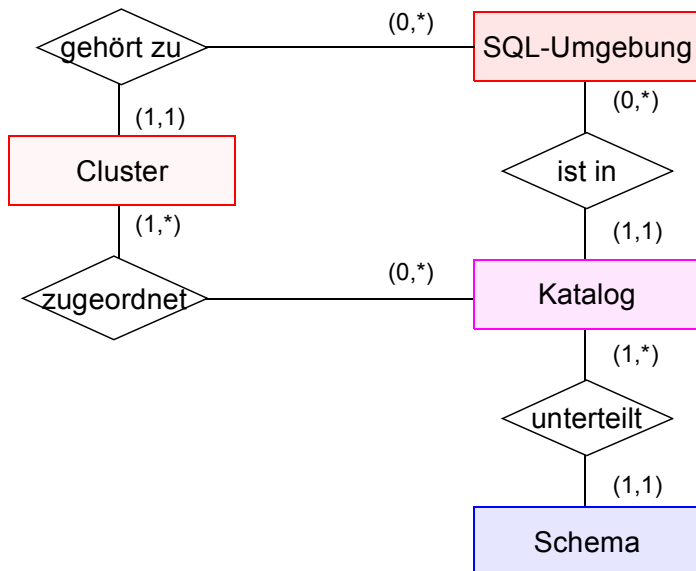 gehört zu
(0,*)
SQL-Umgebung
(1,1)
(0,*)
Cluster
ist in
(1,*)
(1,1)
zugeordnet
(0,*)
Katalog
(1,*)
unterteilt
(1,1)
Schema